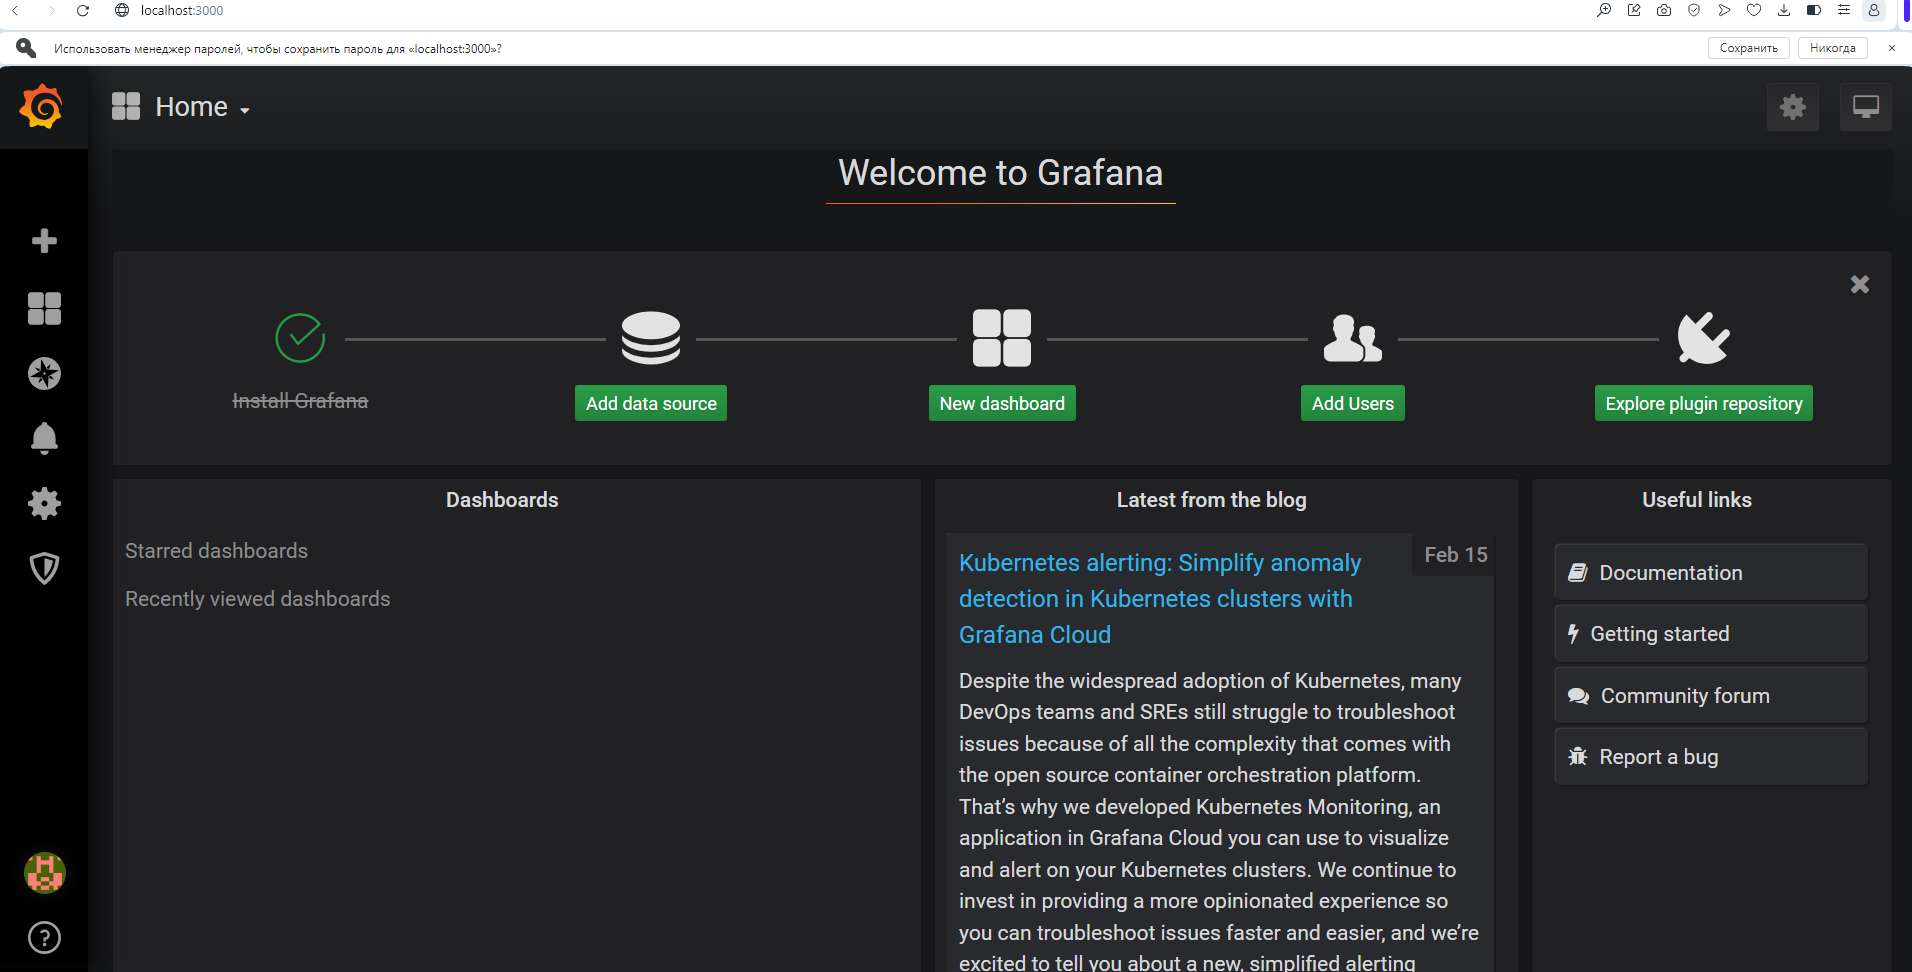 localhost:3000
Использовать менеджер паролей, чтобы сохранить пароль для «localhost:3000»?
Сохранить
Никогда
Home
Welcome to Grafana
Install Grafana
Add data source
New dashboard
Add Users
Explore plugin repository
Dashboards
Starred dashboards
Recently viewed dashboards
Latest from the blog
Feb 15
Kubernetes alerting: Simplify anomaly
detection in Kubernetes clusters with
Grafana Cloud
Despite the widespread adoption of Kubernetes, many
DevOps teams and SREs still struggle to troubleshoot
issues because of all the complexity that comes with
the open source container orchestration platform.
That’s why we developed Kubernetes Monitoring, an
application in Grafana Cloud you can use to visualize
and alert on your Kubernetes clusters. We continue to
invest in providing a more opinionated experience so
you can troubleshoot issues faster and easier, and we’re
excited to tell you about a new, simplified alerting
Useful links
Documentation
Getting started
Community forum
Report a bug